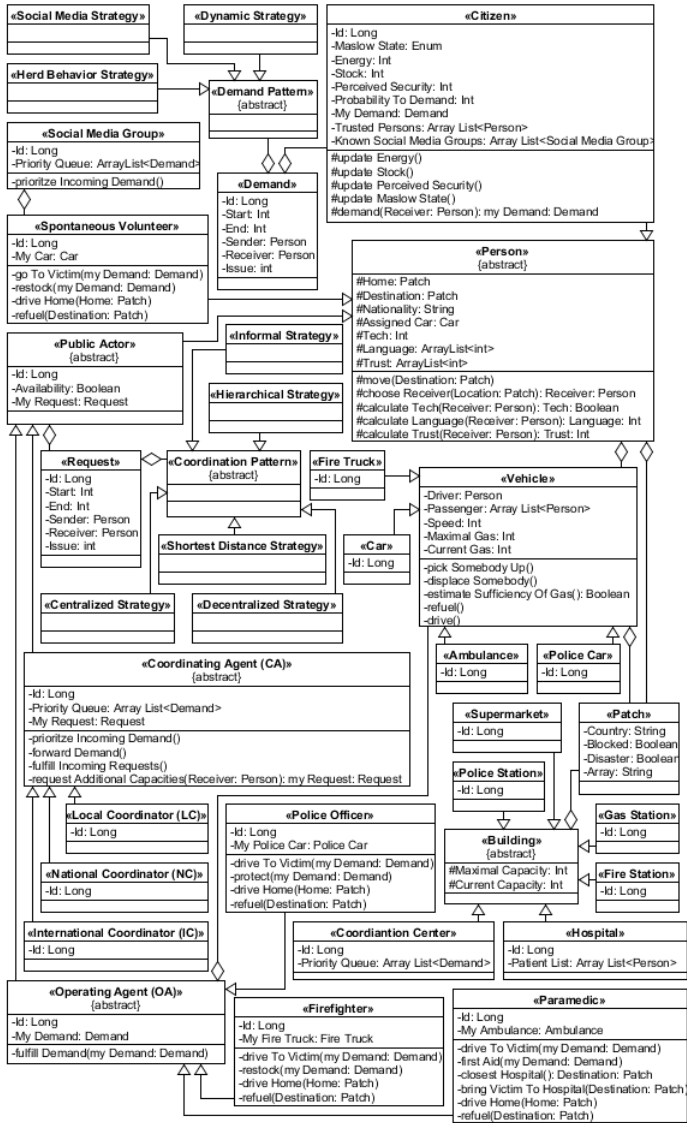 «Social Media Strategy»
«Dynamic Strategy»
«Herd Behavior Strategy»
«Demand Pattern»
{abstract}
«Citizen»
-Id: Long
-Maslow State: Enum
-Energy: Int
-Stock: Int
-Perceived Security: Int
-Probability To Demand: Int
-My Demand: Demand
-Trusted Persons: Array List<Person>
-Known Social Media Groups: Array List<Social Media Group>
#update Energy()
#update Stock()
#update Perceived Security()
#update Maslow State()
#demand(Receiver: Person): my Demand: Demand
«Social Media Group»
-Id: Long
-Priority Queue: ArrayList<Demand>
-prioritze Incoming Demand()
«Demand»
-Id: Long
-Start: Int
-End: Int
-Sender: Person
-Receiver: Person
-Issue: int
«Spontaneous Volunteer»
-Id: Long
-My Car: Car
-go To Victim(my Demand: Demand)
-restock(my Demand: Demand)
-drive Home(Home: Patch)
-refuel(Destination: Patch)
«Person»
{abstract}
#Home: Patch
#Destination: Patch
#Nationality: String
#Assigned Car: Car
#Tech: Int
#Language: ArrayList<int>
#Trust: ArrayList<int>
#move(Destination: Patch)
#choose Receiver(Location: Patch): Receiver: Person
#calculate Tech(Receiver: Person): Tech: Boolean
#calculate Language(Receiver: Person): Language: Int
#calculate Trust(Receiver: Person): Trust: Int
«Public Actor»
{abstract}
-Id: Long
-Availability: Boolean
-My Request: Request
«Informal Strategy»
«Hierarchical Strategy»
«Request»
-Id: Long
-Start: Int
-End: Int
-Sender: Person
-Receiver: Person
-Issue: int
«Coordination Pattern»
{abstract}
«Fire Truck»
-Id: Long
«Vehicle»
-Driver: Person
-Passenger: Array List<Person>
-Speed: Int
-Maximal Gas: Int
-Current Gas: Int
-pick Somebody Up()
-displace Somebody()
-estimate Sufficiency Of Gas(): Boolean
-refuel()
-drive()
«Shortest Distance Strategy»
«Car»
-Id: Long
«Centralized Strategy»
«Decentralized Strategy»
«Coordinating Agent (CA)»
{abstract}
-Id: Long
-Priority Queue: Array List<Demand>
-My Request: Request
-prioritze Incoming Demand()
-forward Demand()
-fulfill Incoming Requests()
-request Additional Capacities(Receiver: Person): my Request: Request
«Ambulance»
-Id: Long
«Police Car»
-Id: Long
«Supermarket»
-Id: Long
«Patch»
-Country: String
-Blocked: Boolean
-Disaster: Boolean
-Array: String
«Police Station»
-Id: Long
«Local Coordinator (LC)»
-Id: Long
«Police Officer»
-Id: Long
-My Police Car: Police Car
-drive To Victim(my Demand: Demand)
-protect(my Demand: Demand)
-drive Home(Home: Patch)
-refuel(Destination: Patch)
«Building»
{abstract}
#Maximal Capacity: Int
#Current Capacity: Int
«Gas Station»
-Id: Long
«National Coordinator (NC)»
-Id: Long
«Fire Station»
-Id: Long
«International Coordinator (IC)»
-Id: Long
«Coordiantion Center»
-Id: Long
-Priority Queue: Array List<Demand>
«Hospital»
-Id: Long
-Patient List: Array List<Person>
«Operating Agent (OA)»
{abstract}
-Id: Long
-My Demand: Demand
-fulfill Demand(my Demand: Demand)
«Firefighter»
-Id: Long
-My Fire Truck: Fire Truck
-drive To Victim(my Demand: Demand)
-restock(my Demand: Demand)
-drive Home(Home: Patch)
-refuel(Destination: Patch)
«Paramedic»
-Id: Long
-My Ambulance: Ambulance
-drive To Victim(my Demand: Demand)
-first Aid(my Demand: Demand)
-closest Hospital(): Destination: Patch
-bring Victim To Hospital(Destination: Patch)
-drive Home(Home: Patch)
-refuel(Destination: Patch)